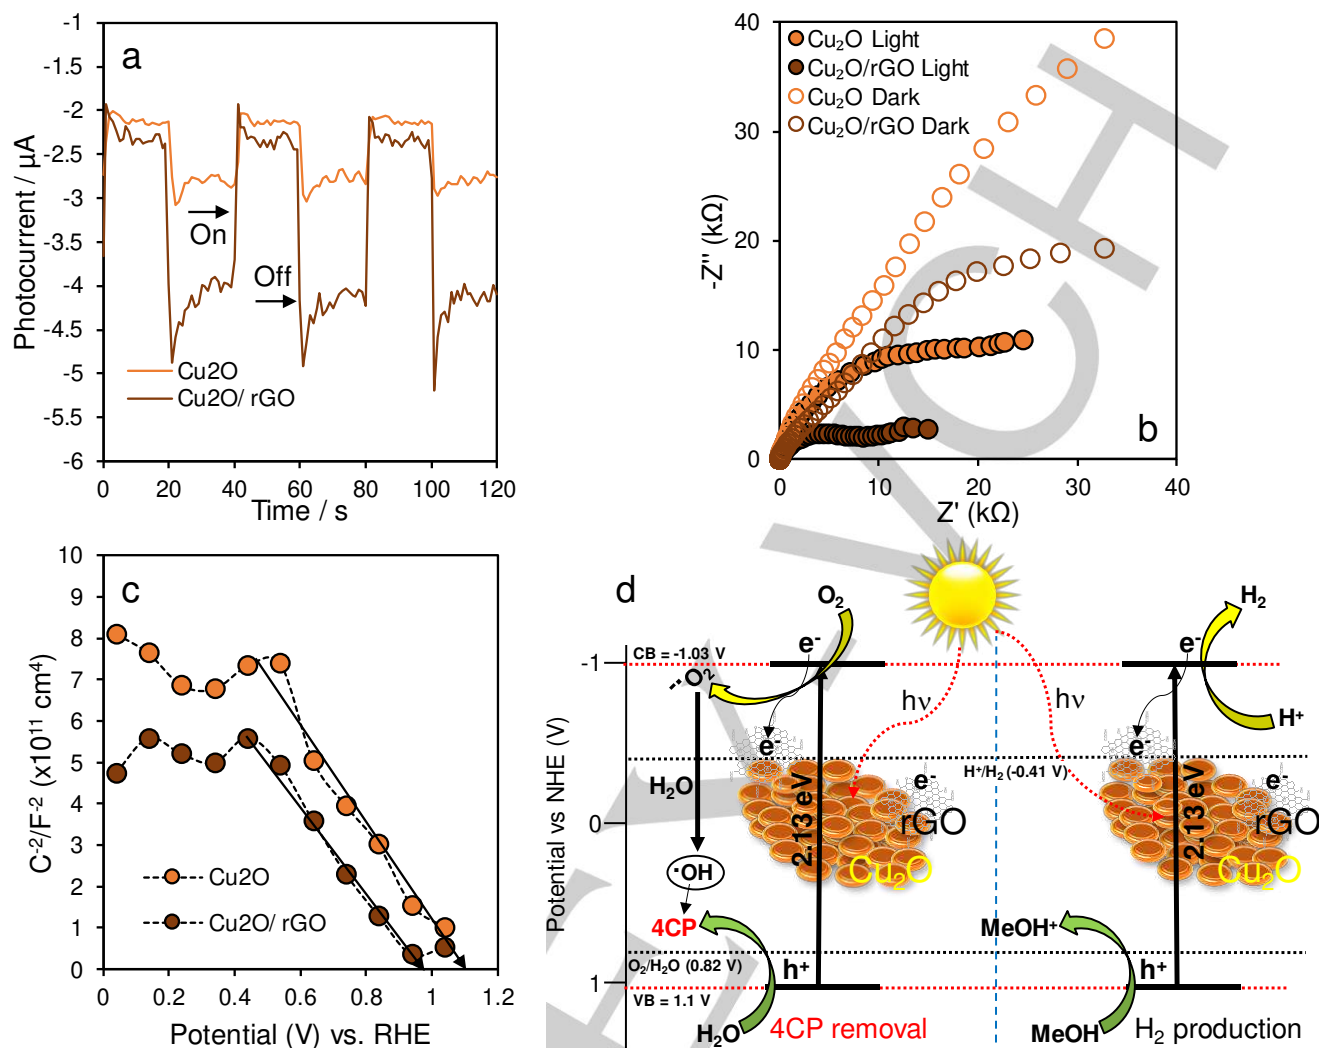 a
-1
-1.5
-2
-2.5
-3
-3.5
-4
-4.5
-5
-5.5
-6
Photocurrent / µA
On
Off
Cu2O
Cu2O/ rGO
0 20 40 60 80 100 120
Time / s
b
40
30
20
10
0
-Z'' (kΩ)
Cu₂O Light
Cu₂O/rGO Light
Cu₂O Dark
Cu₂O/rGO Dark
0 10 20 30 40
Z' (kΩ)
c
10
9
8
7
6
5
4
3
2
1
0
C⁻²/F⁻² (x10¹¹ cm⁴)
Cu2O
Cu2O/ rGO
0 0.2 0.4 0.6 0.8 1 1.2
Potential (V) vs. RHE
d
Potential vs NHE (V)
-1
0
1
CB = -1.03 V
O₂
e⁻
·O²
hν
hν
e⁻
H₂
H⁺
e⁻
e⁻
H₂O
H⁺/H₂ (-0.41 V)
e⁻
e⁻
2.13 eV
rGO
Cu₂O
2.13 eV
rGO
Cu₂O
·OH
4CP
MeOH⁺
O₂/H₂O (0.82 V)
h⁺
h⁺
VB = 1.1 V
H₂O
4CP removal
MeOH
H₂ production